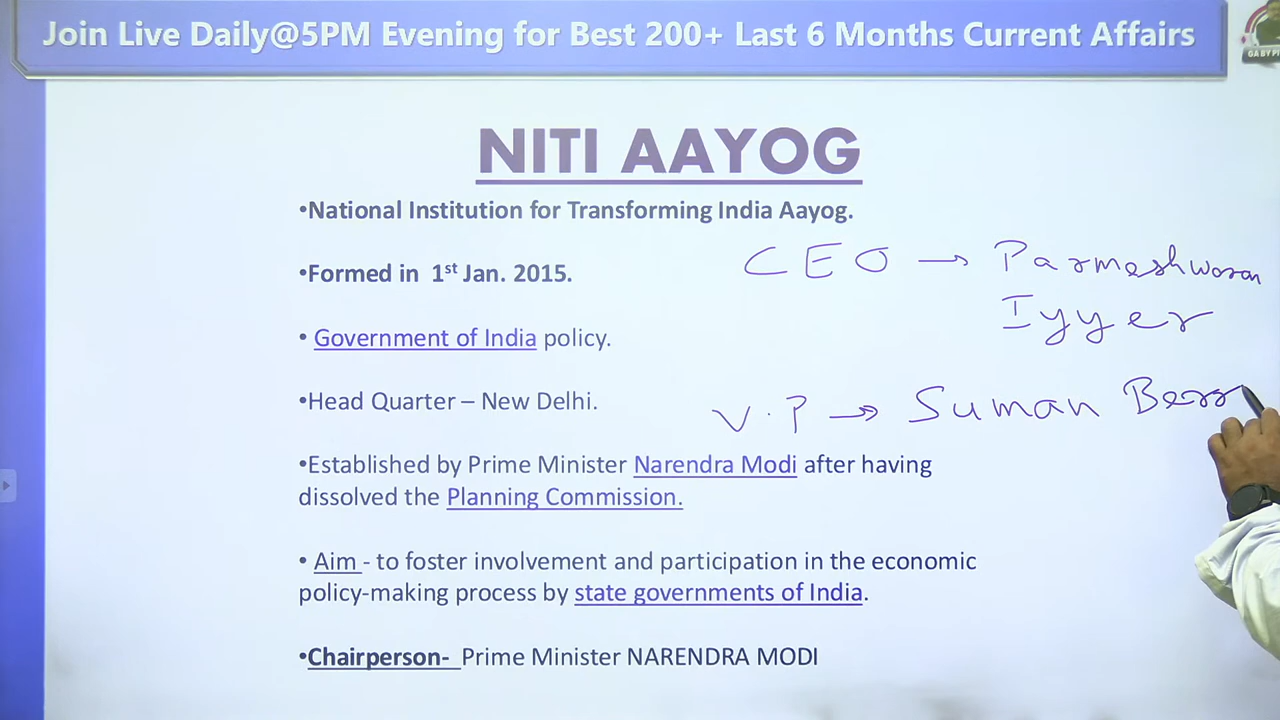 Join Live Daily@5PM Evening for Best 200+ Last 6 Months Current Affairs
NITI AAYOG
•National Institution for Transforming India Aayog.
CEO → Parmeshwaran
•Formed in 1st Jan. 2015.
Iyyer
• Government of India policy.
•Head Quarter – New Delhi.
V.P → Suman Berr
•Established by Prime Minister Narendra Modi after having
dissolved the Planning Commission.
• Aim - to foster involvement and participation in the economic
policy-making process by state governments of India.
•Chairperson- Prime Minister NARENDRA MODI